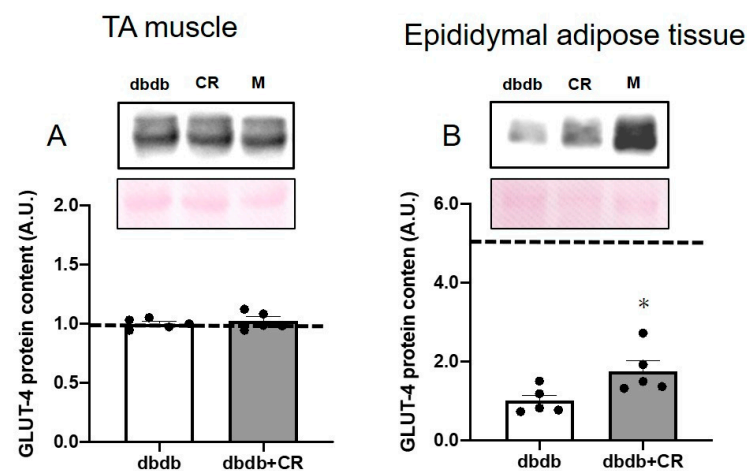 TA muscle
dbdb CR M
A
GLUT-4 protein content (A.U.)
2.0
1.5
1.0
0.5
0.0
dbdb dbdb+CR
Epididymal adipose tissue
dbdb CR M
B
GLUT-4 protein conten (A.U.)
6.0
4.0
2.0
0.0
*
dbdb dbdb+CR